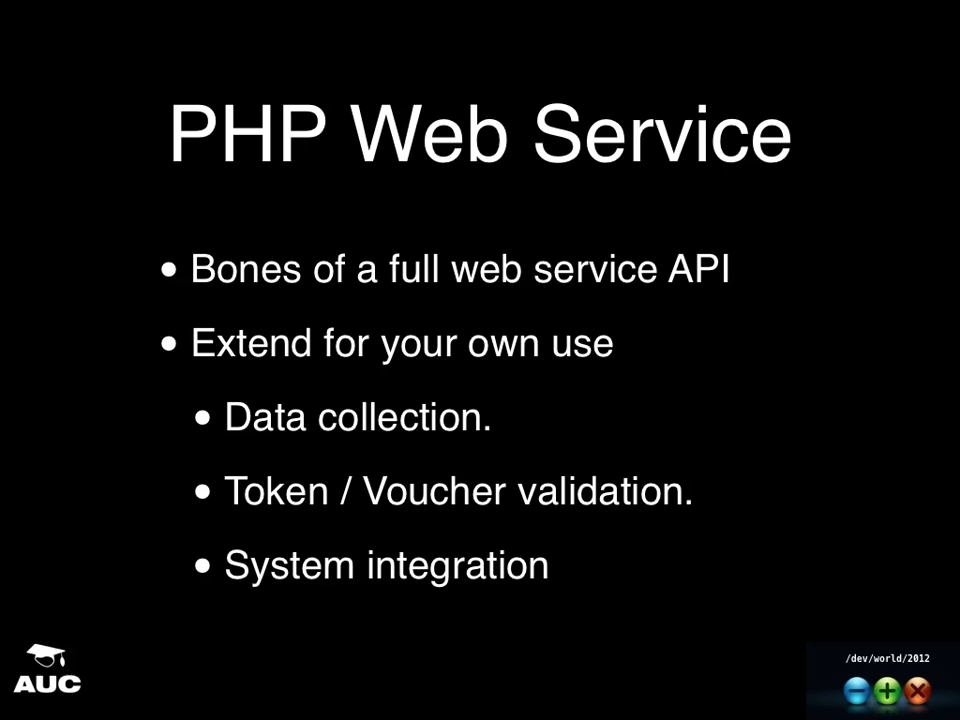 PHP Web Service
• Bones of a full web service API
• Extend for your own use
• Data collection.
• Token / Voucher validation.
• System integration
AUC
/dev/world/2012